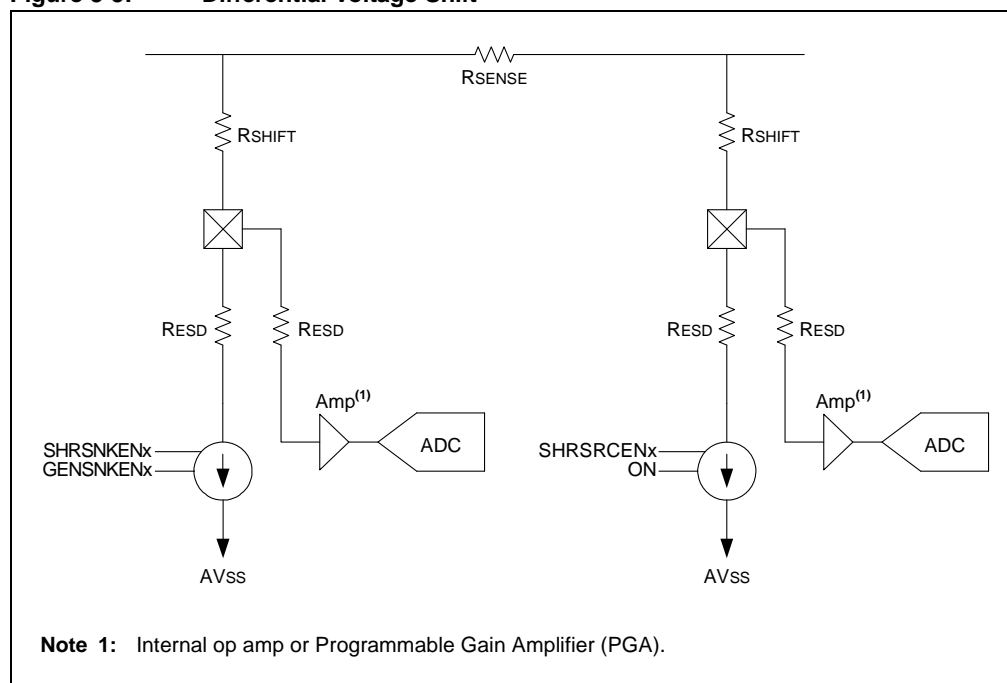 RSENSE
RSHIFT
RSHIFT
RESD
RESD
RESD
RESD
Amp(1)
Amp(1)
SHRSNKENx
GENSNKENx
ADC
SHRSRCENx
ON
ADC
AVSS
AVSS
Note 1: Internal op amp or Programmable Gain Amplifier (PGA).